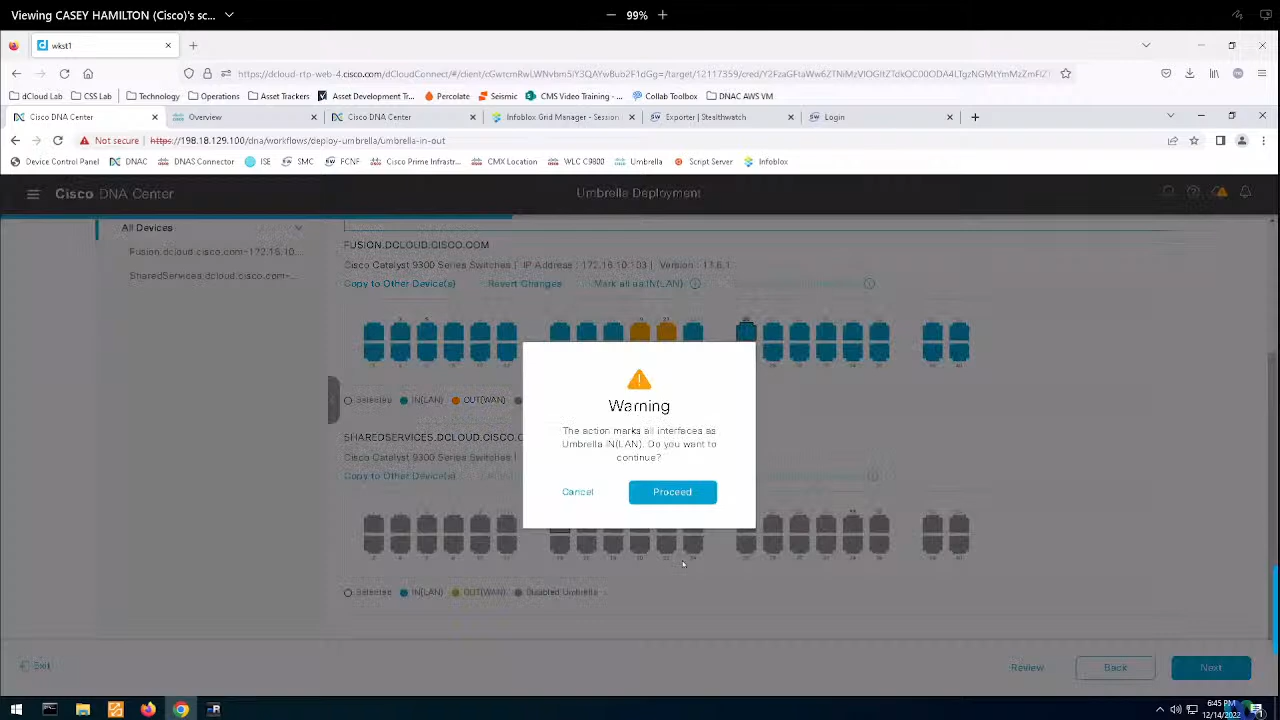 Viewing CASEY HAMILTON (Cisco)'s sc...
99%
wkst1
https://dcloud-rtp-web-4.cisco.com/dCloudConnect/#/client/
dCloud Lab
CSS Lab
Technology
Operations
Asset Trackers
Asset Development Tr...
Percolate
Seismic
CMS Video Training - ...
Collab Toolbox
DNAC AWS VM
Cisco DNA Center
Overview
Cisco DNA Center
Infoblox Grid Manager - Session
Exporter | Stealthwatch
Login
Not secure
https://198.18.129.100/dna/workflows/deploy-umbrella/umbrella-in-out
Device Control Panel
DNAC
DNAS Connector
ISE
SMC
FCNF
Cisco Prime Infrastr...
CMX Location
WLC C9800
Umbrella
Script Server
Infoblox
Cisco DNA Center
Umbrella Deployment
All Devices
Fusion.dcloud.cisco.com-172.16.10....
SharedServices.dcloud.cisco.com-...
FUSION.DCLOUD.CISCO.COM
Cisco Catalyst 9300 Series Switches | IP Address : 172.16.10.103 | Version : 17.6.1
Copy to Other Device(s)
Revert Changes
Mark all as IN(LAN)
Selected
IN(LAN)
OUT(WAN)
SHAREDSERVICES.DCLOUD.CISCO.C
Cisco Catalyst 9300 Series Switches |
Copy to Other Device(s)
Warning
The action marks all interfaces as
Umbrella IN(LAN). Do you want to
continue?
Cancel
Proceed
Selected
IN(LAN)
OUT(WAN)
Disabled Umbrella
Exit
Review
Back
Next
6:45 PM
12/14/2022